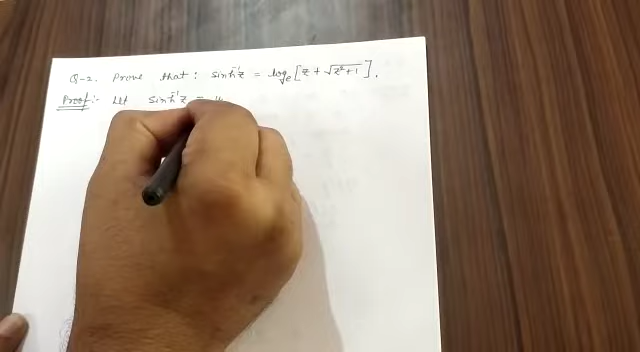 Q-2. Prove that : sinh⁻¹z = logₑ [z + √z²+1 ].
Proof:- Let sinh⁻¹z =